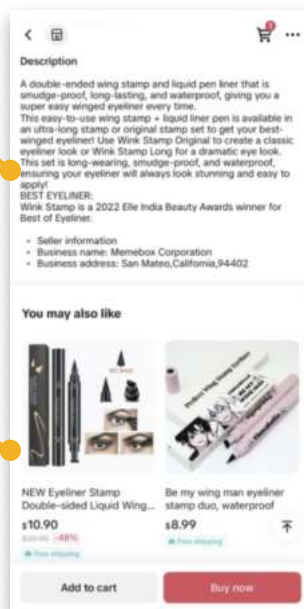 Description
A double-ended wing stamp and liquid pen liner that is
smudge-proof, long-lasting, and waterproof, giving you a
super easy winged eyeliner every time.
This easy-to-use wing stamp + liquid liner pen is available in
an ultra-long stamp or original stamp set to get your best-
winged eyeliner! Use Wink Stamp Original to create a classic
eyeliner look or Wink Stamp Long for a dramatic eye look.
This set is long-wearing, smudge-proof, and waterproof,
ensuring your eyeliner will always look stunning and easy to
apply!
BEST EYELINER:
Wink Stamp is a 2022 Elle India Beauty Awards winner for
Best of Eyeliner.
• Seller information
• Business name: Memebox Corporation
• Business address: San Mateo,California,94402
You may also like
Perfect Wing Stamp Eyeliner
NEW Eyeliner Stamp
Double-sided Liquid Wing...
$10.90
-48%
Free shipping
Be my wing man eyeliner
stamp duo, waterproof
$8.99
Free shipping
Add to cart
Buy now